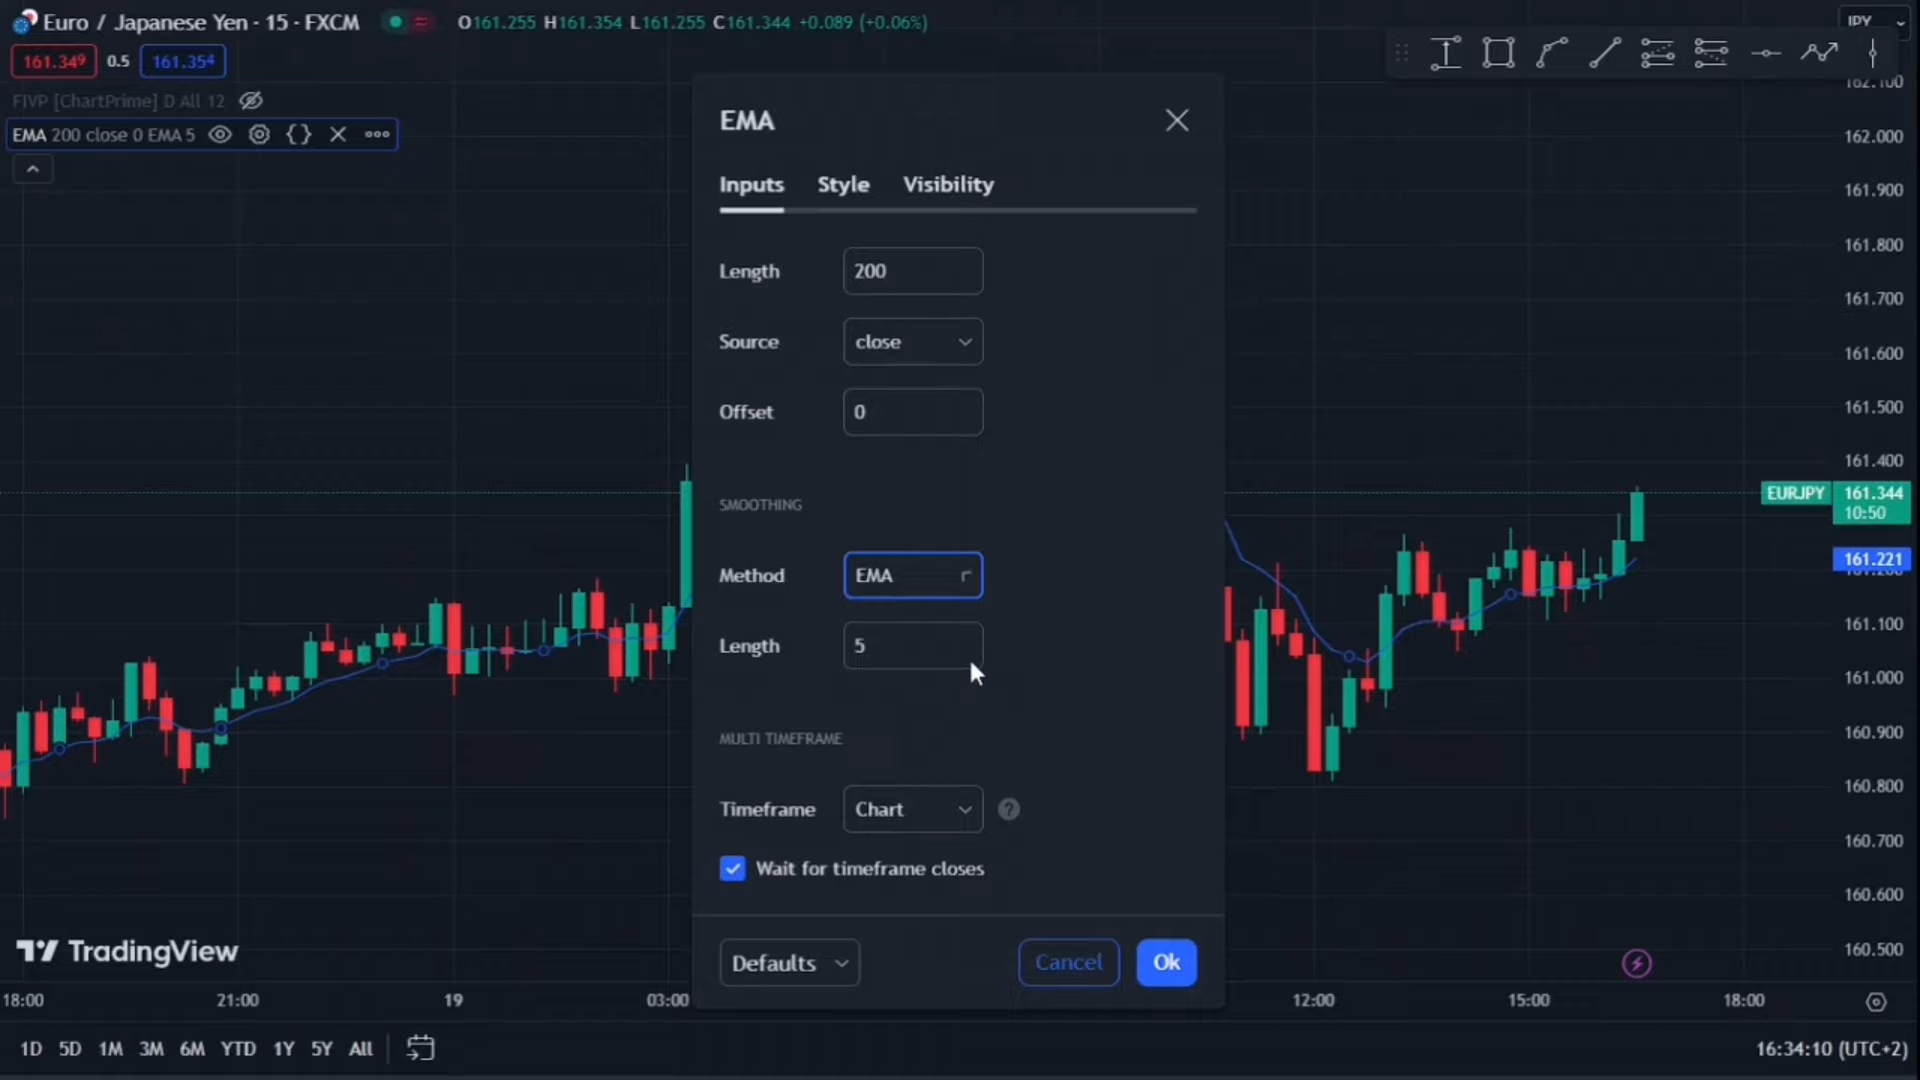 Euro / Japanese Yen · 15 · FXCM O161.255 H161.354 L161.255 C161.344 +0.089 (+0.06%)
JPY
161.349 0.5 161.354
FIVP [ChartPrime] D All 12
EMA 200 close 0 EMA 5
EMA
Inputs Style Visibility
Length 200
Source close
Offset 0
SMOOTHING
Method EMA
Length 5
MULTI TIMEFRAME
Timeframe Chart ?
Wait for timeframe closes
Defaults Cancel Ok
162.100
162.000
161.900
161.800
161.700
161.600
161.500
161.400
EURJPY 161.344
10:50
161.221
161.200
161.100
161.000
160.900
160.800
160.700
160.600
160.500
TradingView
18:00 21:00 19 03:00 12:00 15:00 18:00
1D 5D 1M 3M 6M YTD 1Y 5Y All
16:34:10 (UTC+2)